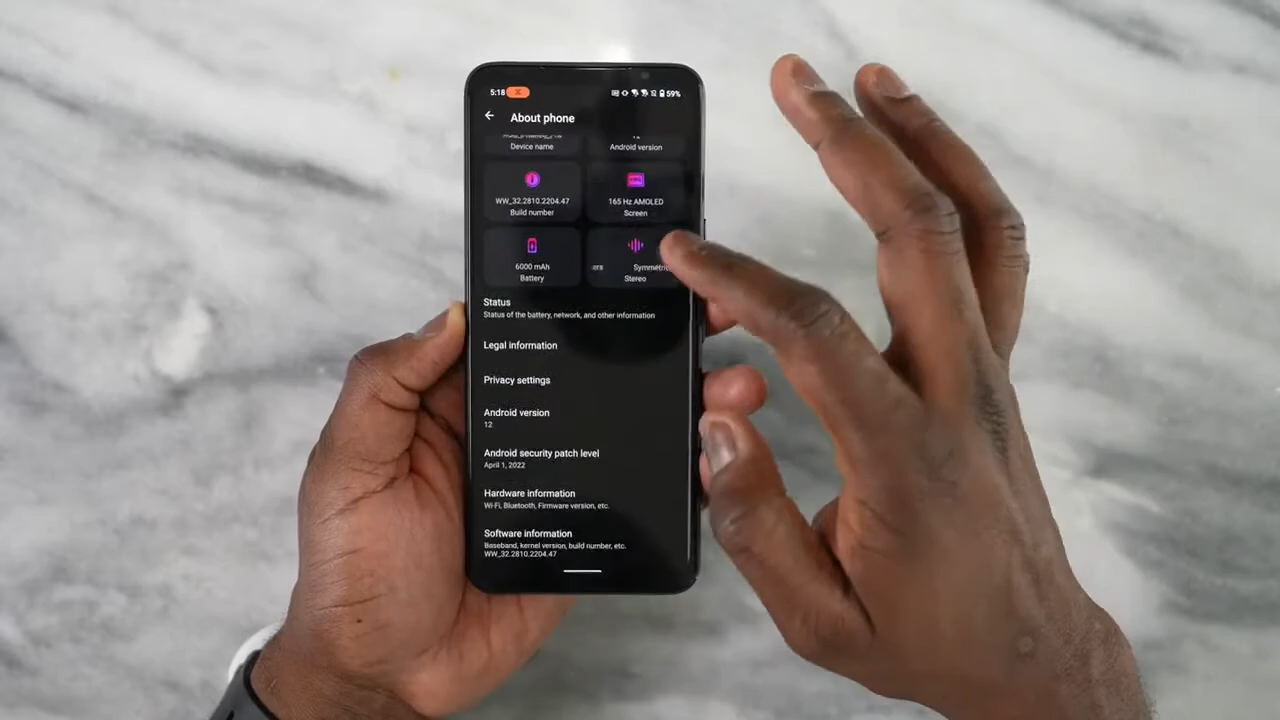 5:18
59%
About phone
Device name
Android version
WW_32.2810.2204.47
Build number
165 Hz AMOLED
Screen
6000 mAh
Battery
ers Symmetric
Stereo
Status
Status of the battery, network, and other information
Legal information
Privacy settings
Android version
12
Android security patch level
April 1, 2022
Hardware information
Wi-Fi, Bluetooth, Firmware version, etc.
Software information
Baseband, kernel version, build number, etc.
WW_32.2810.2204.47